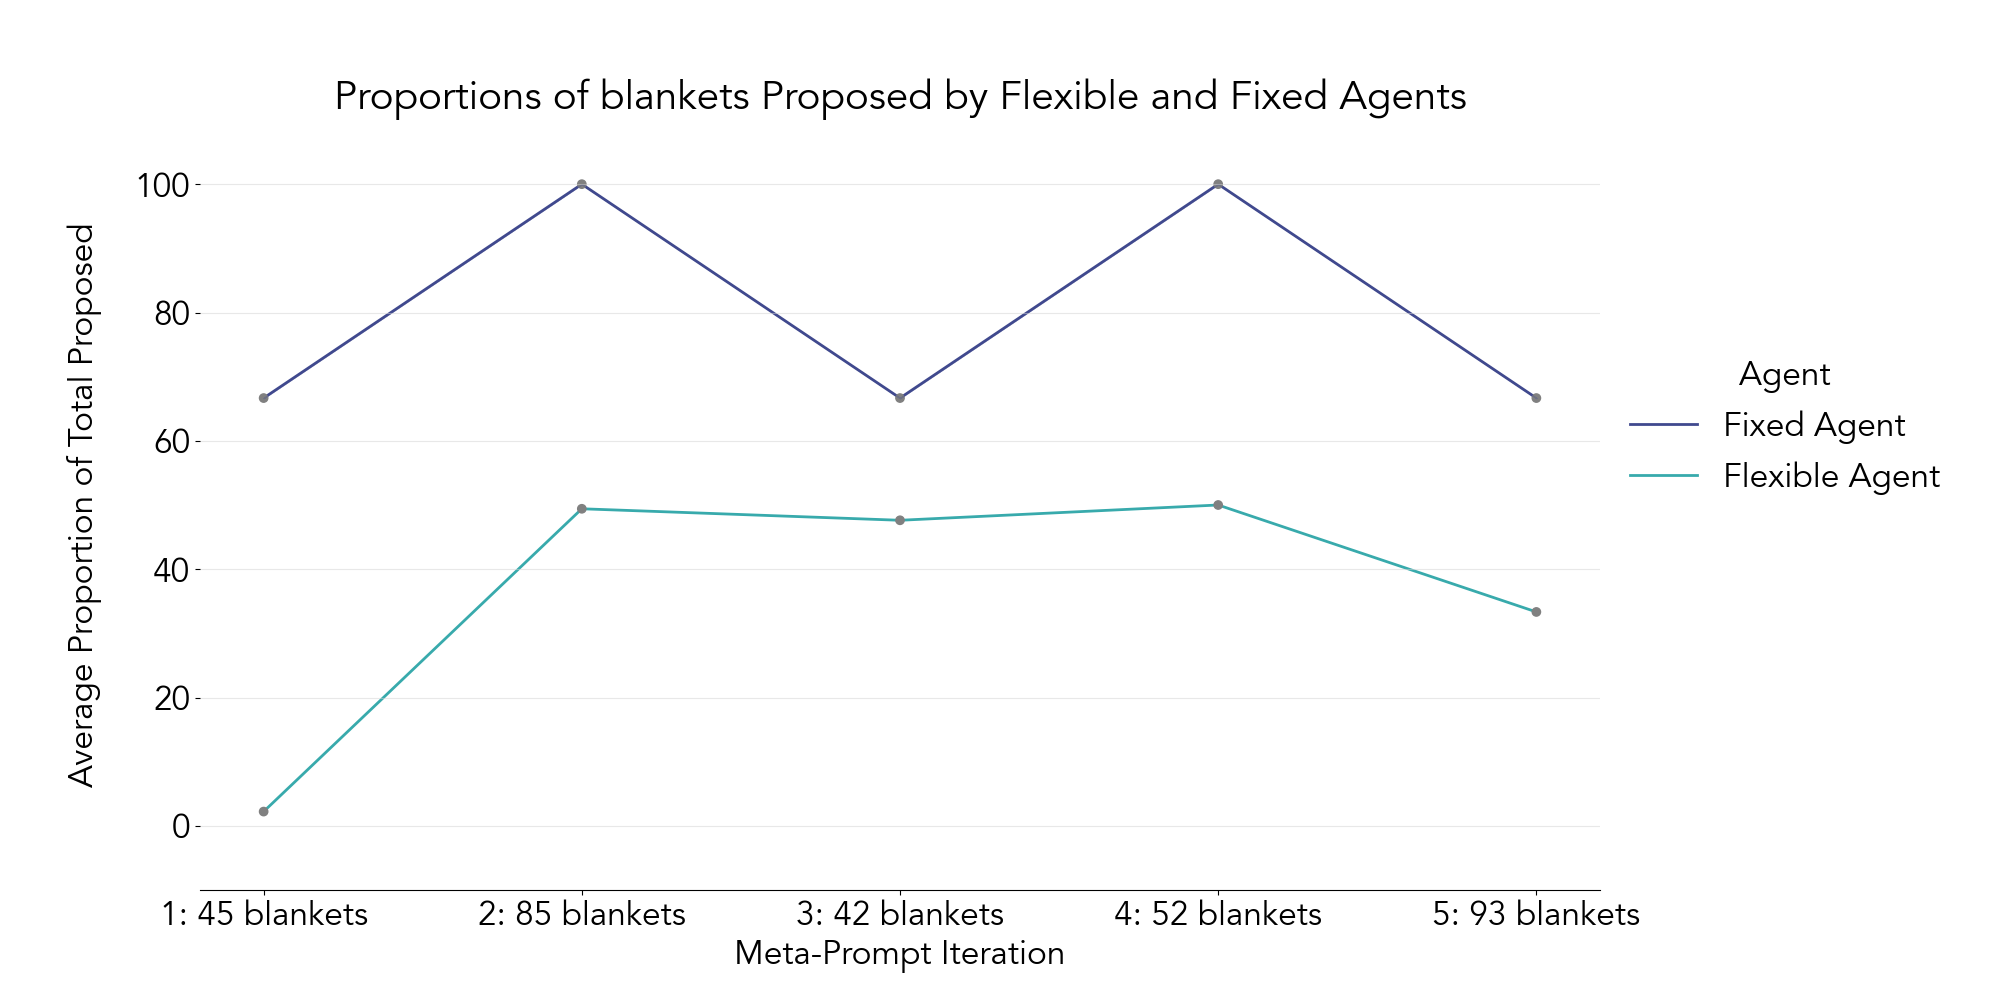 Proportions of blankets Proposed by Flexible and Fixed Agents
Average Proportion of Total Proposed
100
80
60
40
20
0
1: 45 blankets
2: 85 blankets
3: 42 blankets
4: 52 blankets
5: 93 blankets
Meta-Prompt Iteration
Agent
Fixed Agent
Flexible Agent